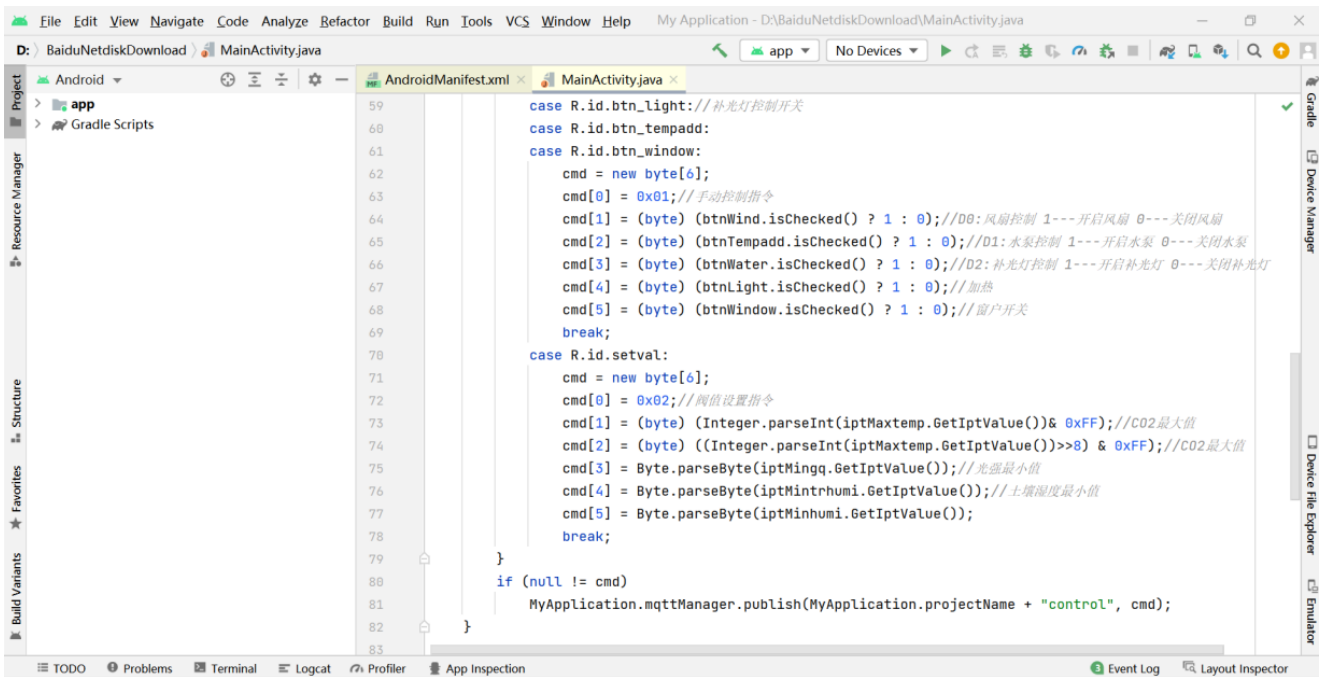 File Edit View Navigate Code Analyze Refactor Build Run Tools VCS Window Help My Application - D:\BaiduNetdiskDownload\MainActivity.java
D: BaiduNetdiskDownload MainActivity.java app No Devices
Project Android AndroidManifest.xml MainActivity.java Gradle
app
Gradle Scripts
Resource Manager
Structure
Favorites
Build Variants
59 case R.id.btn_light://补光灯控制开关
60 case R.id.btn_tempadd:
61 case R.id.btn_window:
62 cmd = new byte[6];
63 cmd[0] = 0x01;//手动控制指令
64 cmd[1] = (byte) (btnWind.isChecked() ? 1 : 0);//D0:风扇控制 1---开启风扇 0---关闭风扇
65 cmd[2] = (byte) (btnTempadd.isChecked() ? 1 : 0);//D1:水泵控制 1---开启水泵 0---关闭水泵
66 cmd[3] = (byte) (btnWater.isChecked() ? 1 : 0);//D2:补光灯控制 1---开启补光灯 0---关闭补光灯
67 cmd[4] = (byte) (btnLight.isChecked() ? 1 : 0);//加热
68 cmd[5] = (byte) (btnWindow.isChecked() ? 1 : 0);//窗户开关
69 break;
70 case R.id.setval:
71 cmd = new byte[6];
72 cmd[0] = 0x02;//阀值设置指令
73 cmd[1] = (byte) (Integer.parseInt(iptMaxtemp.GetIptValue())& 0xFF);//CO2最大值
74 cmd[2] = (byte) ((Integer.parseInt(iptMaxtemp.GetIptValue())>>8) & 0xFF);//CO2最大值
75 cmd[3] = Byte.parseByte(iptMingq.GetIptValue());//光强最小值
76 cmd[4] = Byte.parseByte(iptMintrhumi.GetIptValue());//土壤湿度最小值
77 cmd[5] = Byte.parseByte(iptMinhumi.GetIptValue());
78 break;
79 }
80 if (null != cmd)
81 MyApplication.mqttManager.publish(MyApplication.projectName + "control", cmd);
82 }
83
Device Manager
Device File Explorer
Emulator
TODO Problems Terminal Logcat Profiler App Inspection 3 Event Log Layout Inspector